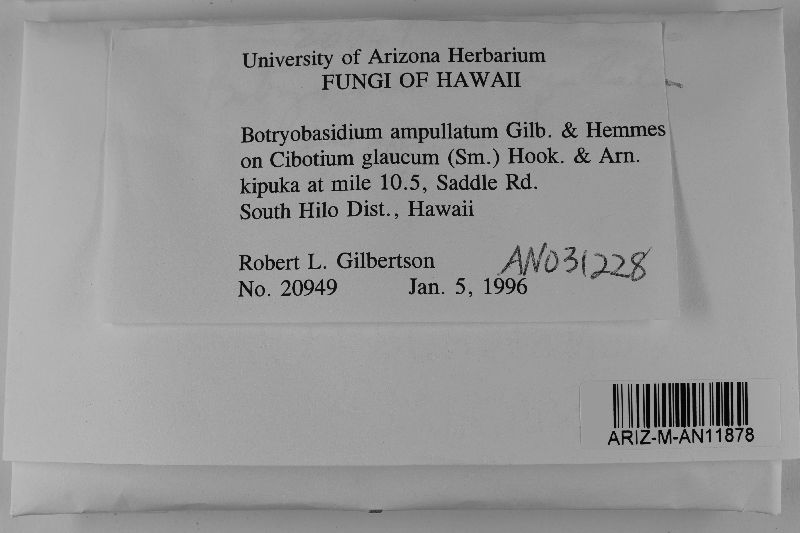 University of Arizona Herbarium
FUNGI OF HAWAII
Botryobasidium ampullatum Gilb. & Hemmes
on Cibotium glaucum (Sm.) Hook. & Arn.
kipuka at mile 10.5, Saddle Rd.
South Hilo Dist., Hawaii
Robert L. Gilbertson AN031228
No. 20949 Jan. 5, 1996
ARIZ-M-AN11878